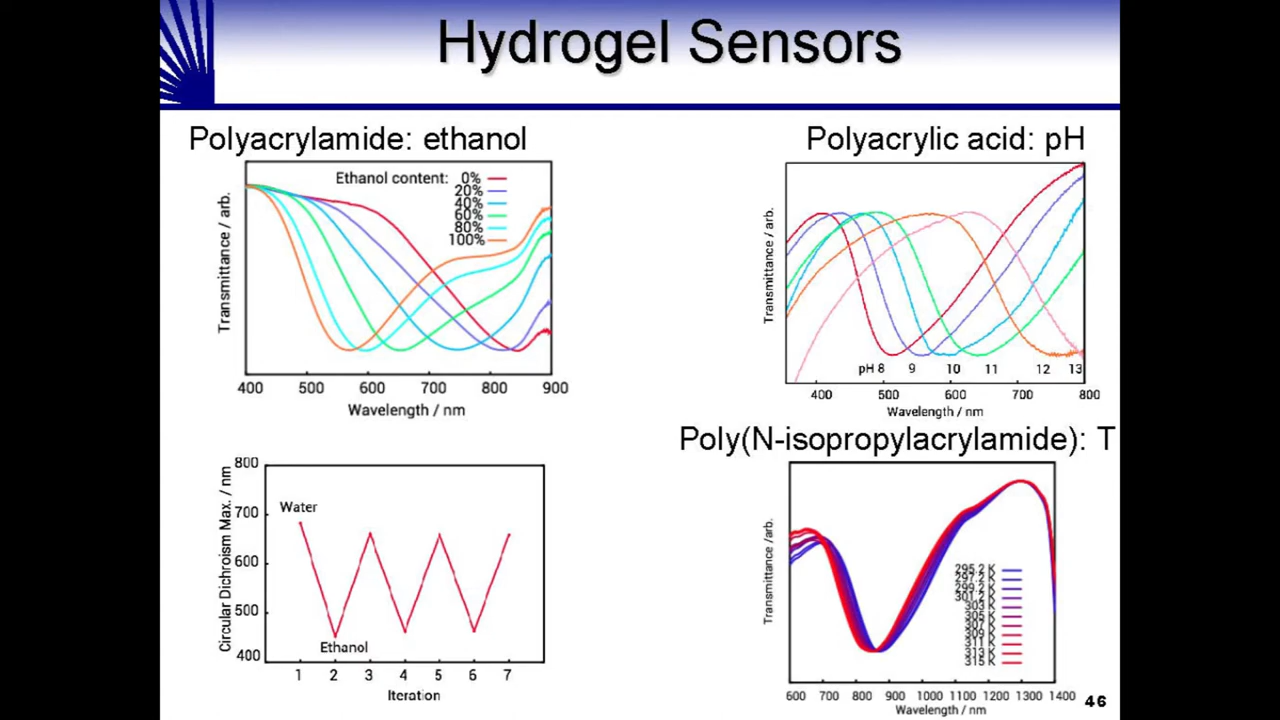 Hydrogel Sensors
Polyacrylamide: ethanol
Ethanol content: 0%
20%
40%
60%
80%
100%
Transmittance / arb.
400 500 600 700 800 900
Wavelength / nm
Polyacrylic acid: pH
Transmittance / arb.
pH 8 9 10 11 12 13
400 500 600 700 800
Wavelength / nm
800
700
600
500
400
Circular Dichroism Max. / nm
Water
Ethanol
1 2 3 4 5 6 7
Iteration
Poly(N-isopropylacrylamide): T
Transmittance /arb.
295.2 K
297.2 K
299.2 K
301.2 K
303 K
305 K
307 K
309 K
311 K
313 K
315 K
600 700 800 900 1000 1100 1200 1300 1400
Wavelength / nm
46